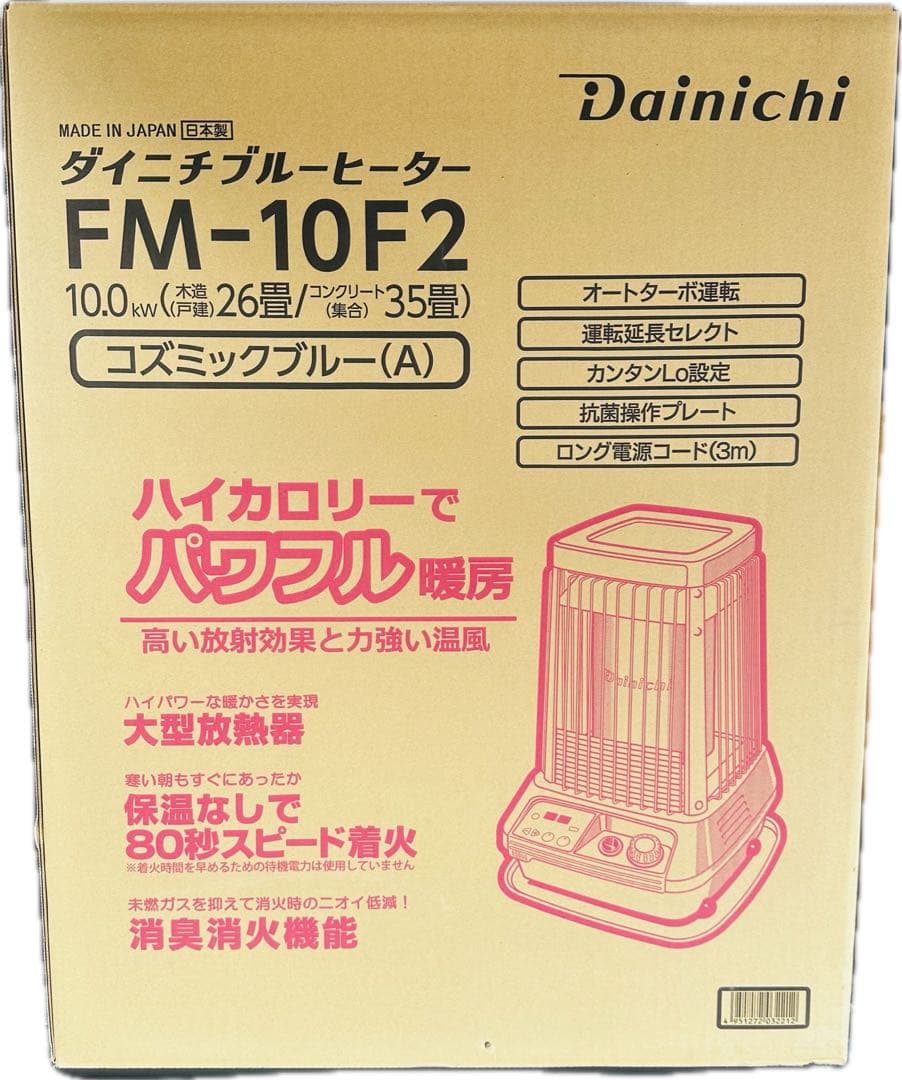 Dainichi
MADE IN JAPAN 日本製
ダイニチブルーヒーター
FM-10F2
10.0kW(木造(戸建)26畳/コンクリート(集合)35畳)
コズミックブルー(A)
オートターボ運転
運転延長セレクト
カンタンLo設定
抗菌操作プレート
ロング電源コード(3m)
ハイカロリーで
パワフル暖房
高い放射効果と力強い温風
ハイパワーな暖かさを実現
大型放熱器
寒い朝もすぐにあったか
保温なしで
80秒スピード着火
※着火時間を早めるための待機電力は使用していません
未燃ガスを抑えて消火時のニオイ低減!
消臭消火機能
Dainichi
4951272032212